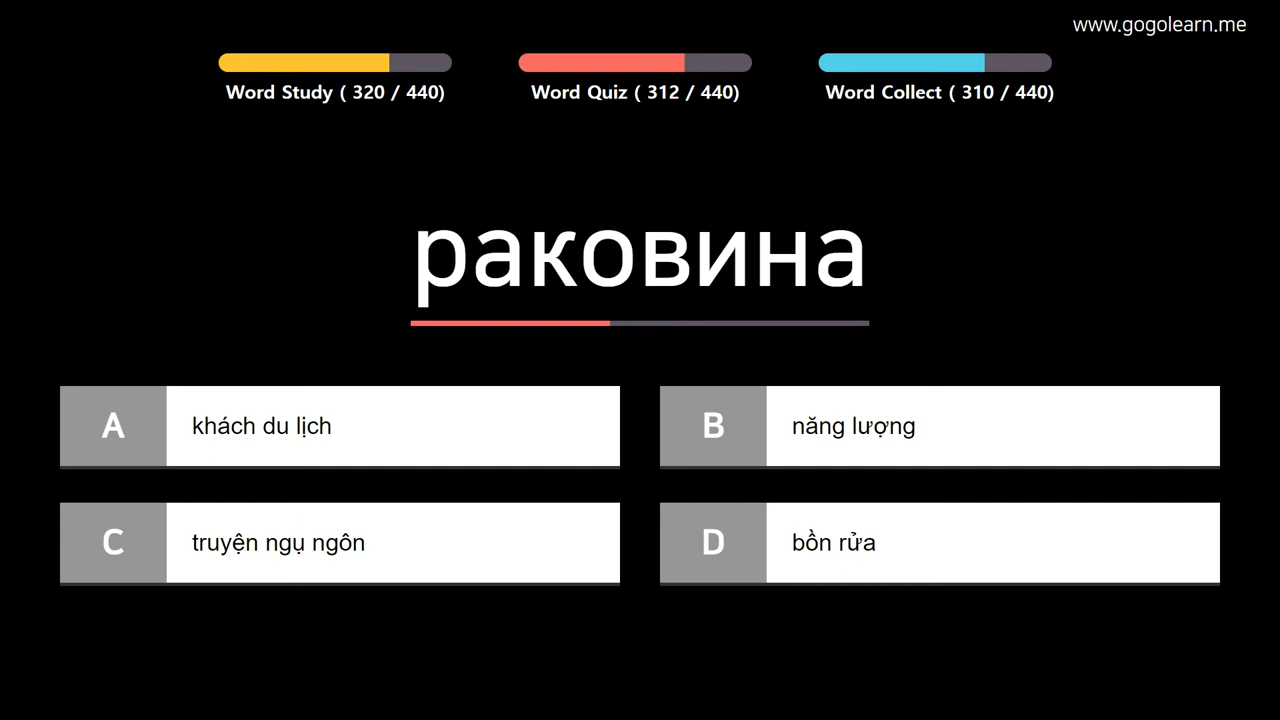 www.gogolearn.me
Word Study ( 320 / 440)
Word Quiz ( 312 / 440)
Word Collect ( 310 / 440)
раковина
A khách du lịch
B năng lượng
C truyện ngụ ngôn
D bồn rửa